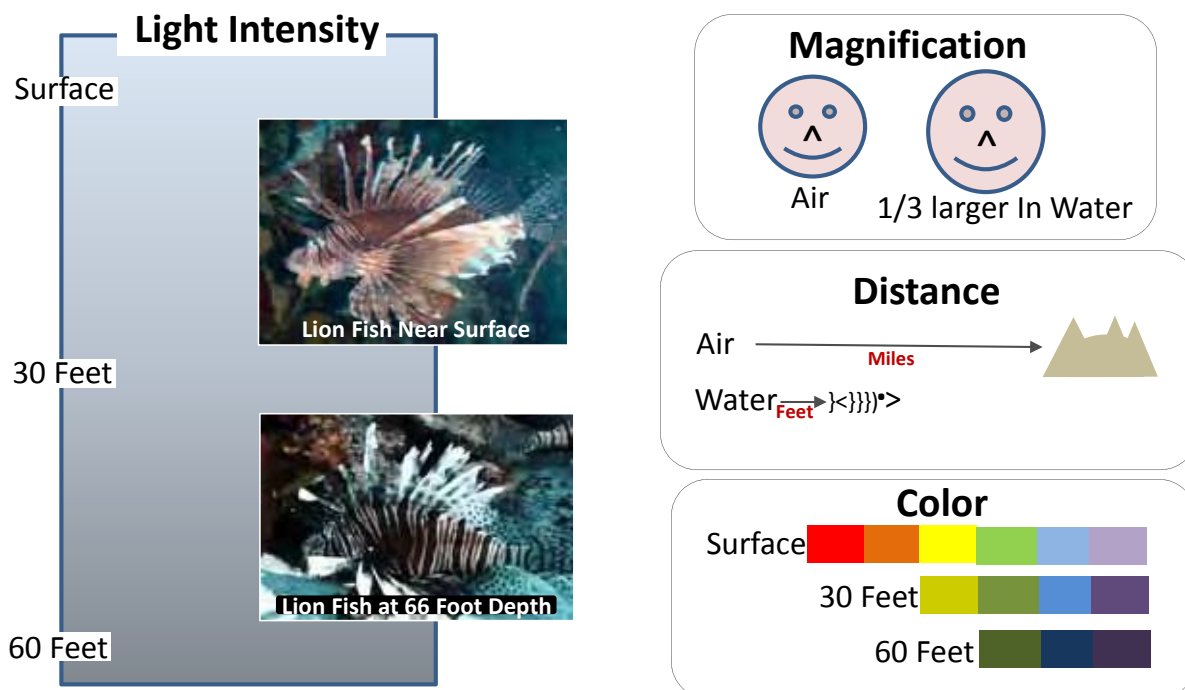 Light Intensity
Surface
Lion Fish Near Surface
30 Feet
Lion Fish at 66 Foot Depth
60 Feet
Magnification
^
^
Air
1/3 larger In Water
Distance
Air
Miles
Water
Feet
}<}}})•>
Color
Surface
30 Feet
60 Feet